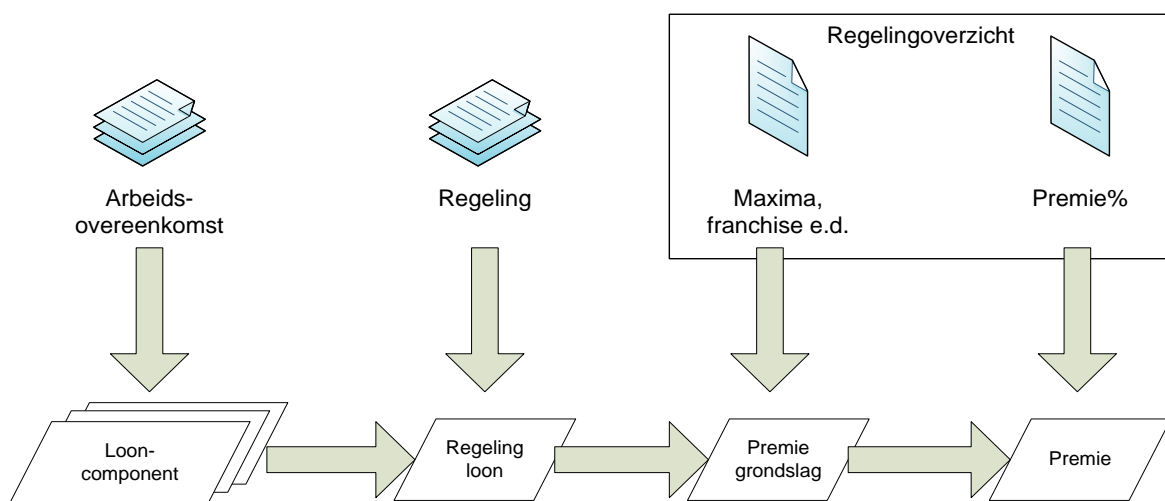 Regelingoverzicht
Arbeids-
overeenkomst
Regeling
Maxima,
franchise e.d.
Premie%
Loon-
component
Regeling
loon
Premie
grondslag
Premie